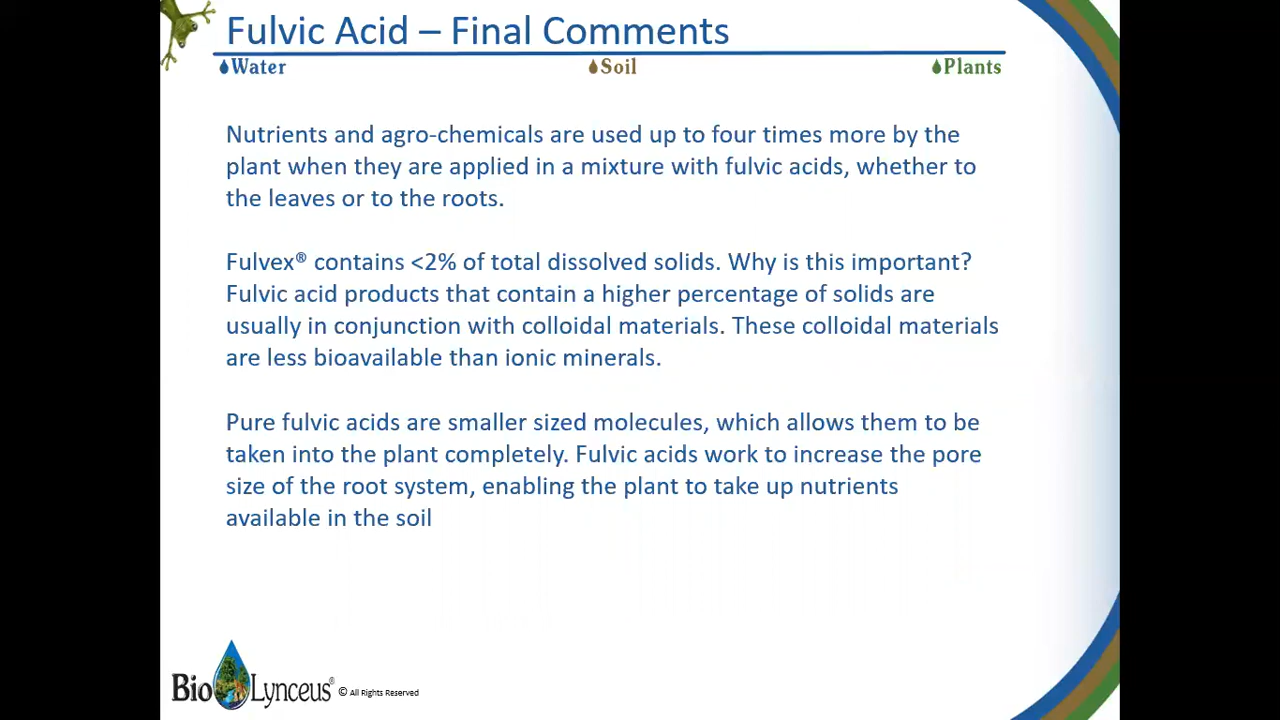 Fulvic Acid – Final Comments
Water Soil Plants
Nutrients and agro-chemicals are used up to four times more by the
plant when they are applied in a mixture with fulvic acids, whether to
the leaves or to the roots.
Fulvex® contains <2% of total dissolved solids. Why is this important?
Fulvic acid products that contain a higher percentage of solids are
usually in conjunction with colloidal materials. These colloidal materials
are less bioavailable than ionic minerals.
Pure fulvic acids are smaller sized molecules, which allows them to be
taken into the plant completely. Fulvic acids work to increase the pore
size of the root system, enabling the plant to take up nutrients
available in the soil
Bio Lynceus® © All Rights Reserved